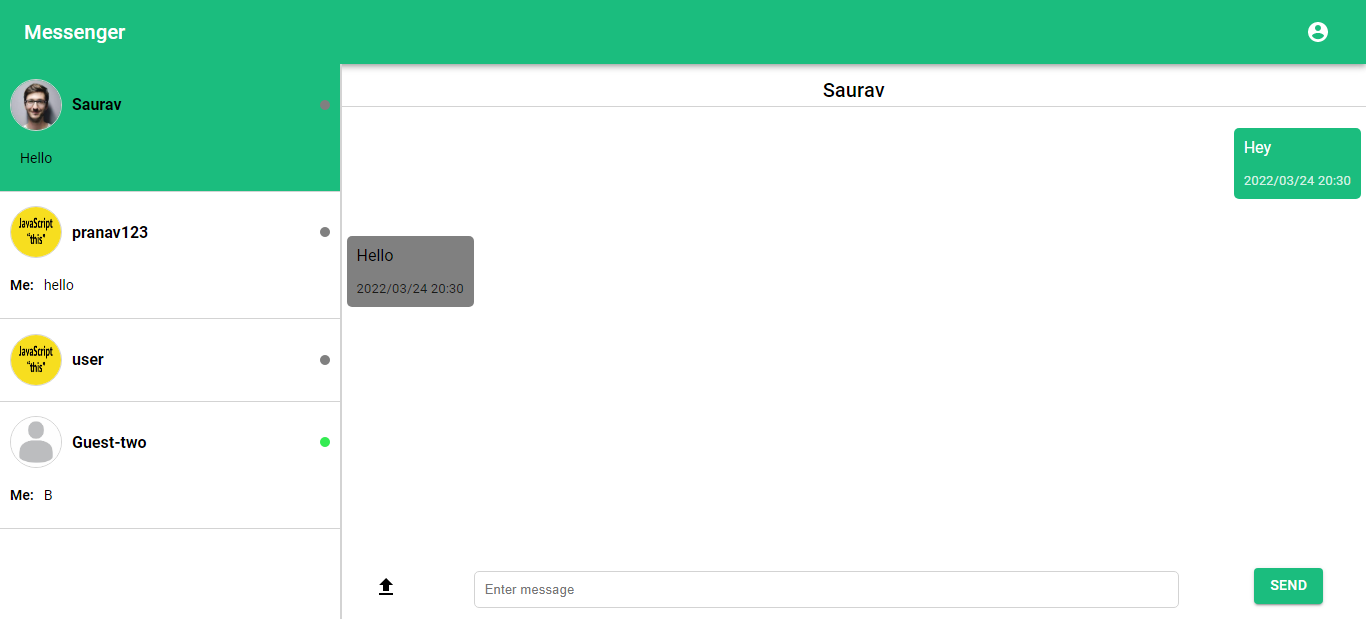 Messenger
Saurav
Hello
JavaScript
"this"
pranav123
Me: hello
JavaScript
"this"
user
Guest-two
Me: B
Saurav
Hey
2022/03/24 20:30
Hello
2022/03/24 20:30
Enter message
SEND